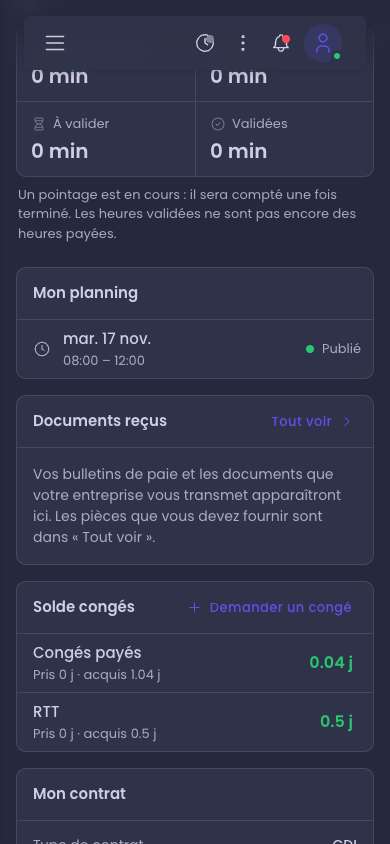 0 min
0 min
À valider
Validées
0 min
0 min
Un pointage est en cours : il sera compté une fois
terminé. Les heures validées ne sont pas encore des
heures payées.
Mon planning
mar. 17 nov.
08:00 – 12:00
Publié
Documents reçus
Tout voir
Vos bulletins de paie et les documents que
votre entreprise vous transmet apparaîtront
ici. Les pièces que vous devez fournir sont
dans « Tout voir ».
Solde congés
Demander un congé
Congés payés
Pris 0 j · acquis 1.04 j
0.04 j
RTT
Pris 0 j · acquis 0.5 j
0.5 j
Mon contrat
Type de contrat
CDI